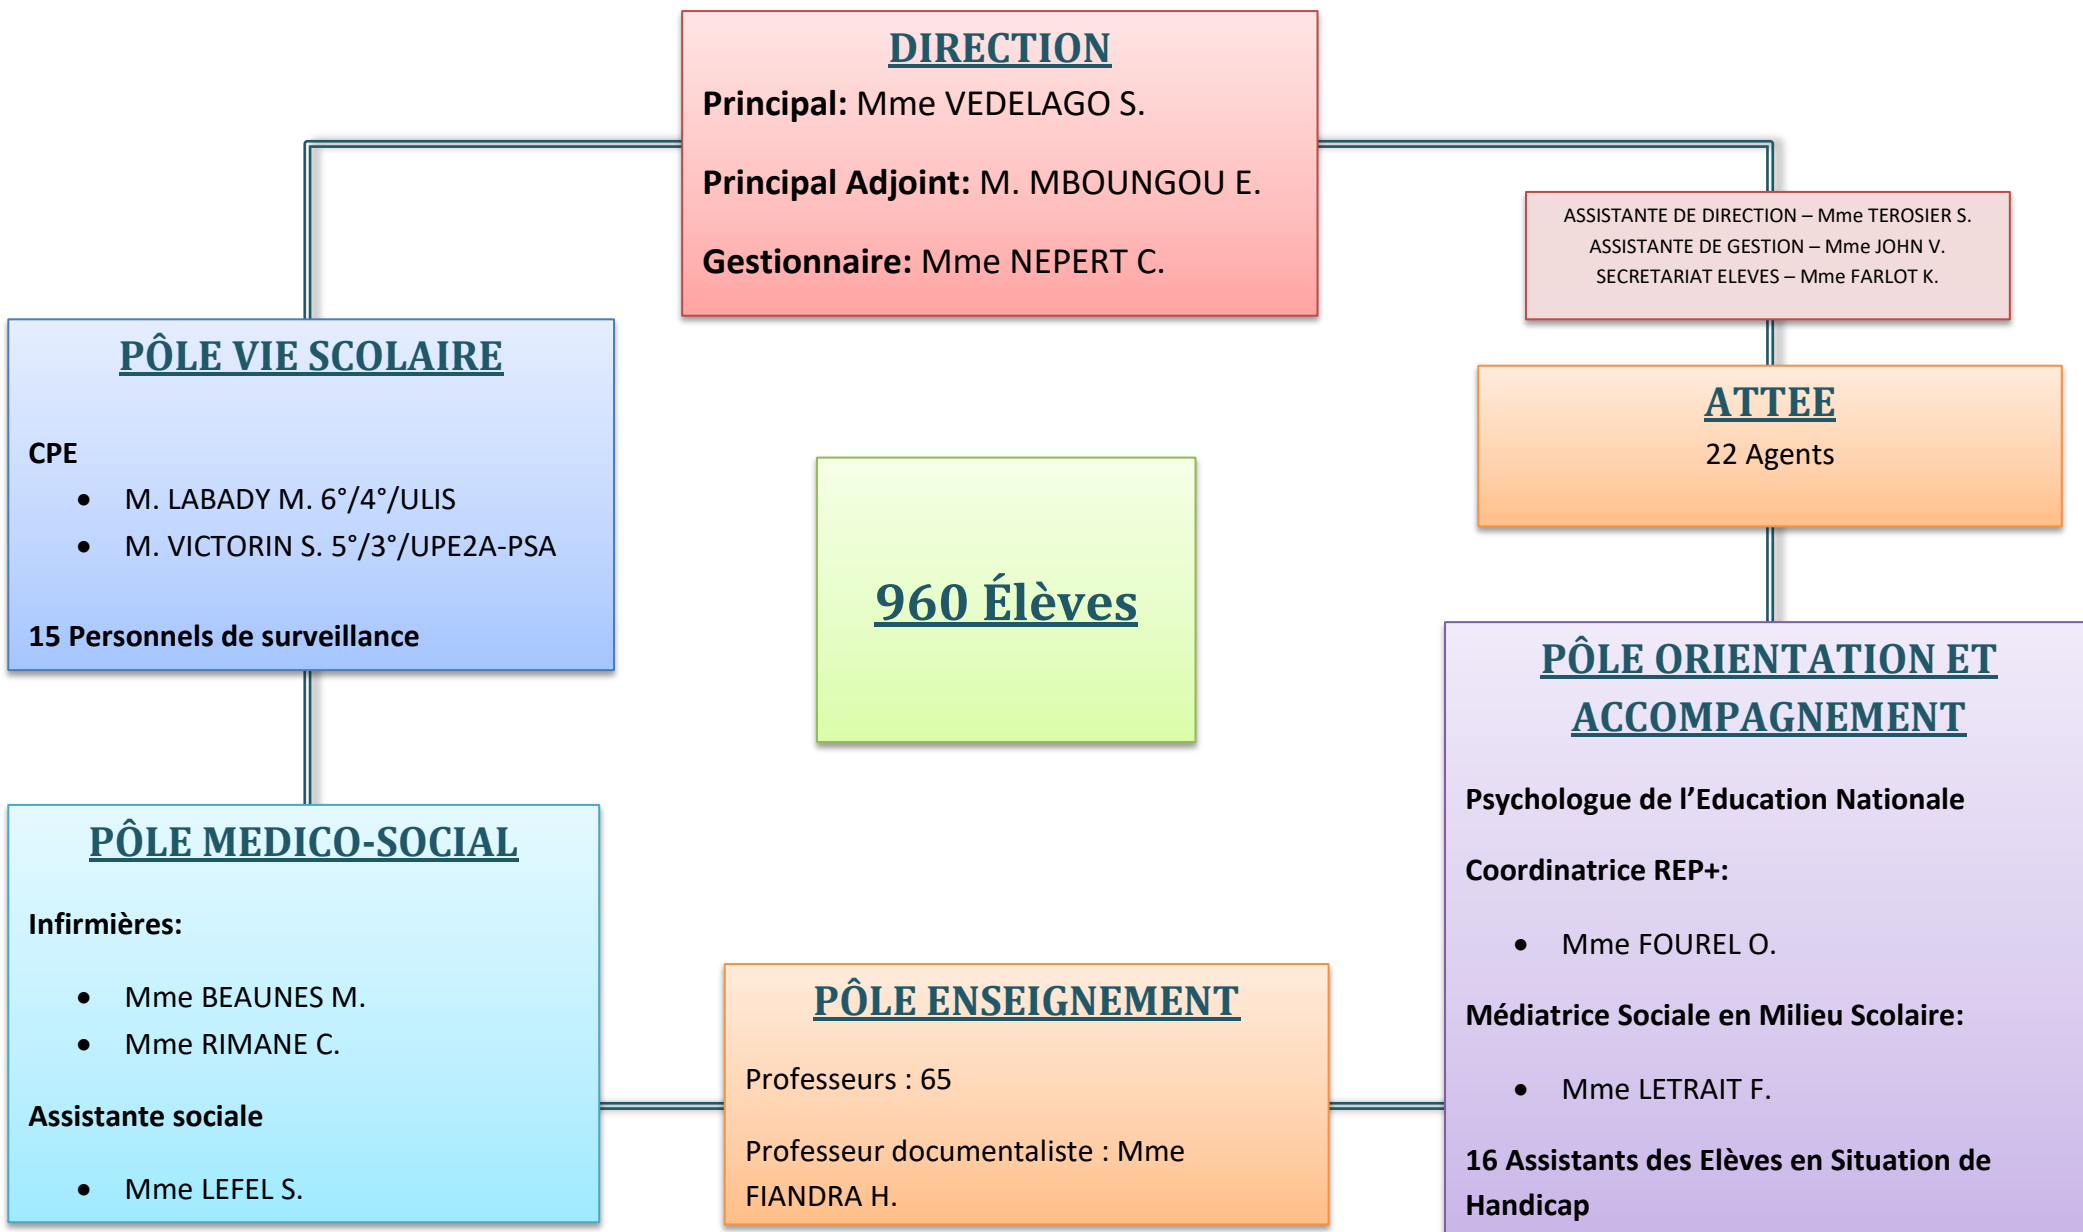 DIRECTION
Principal: Mme VEDELAGO S.
Principal Adjoint: M. MBOUNGOU E.
Gestionnaire: Mme NEPERT C.
ASSISTANTE DE DIRECTION – Mme TEROSIER S.
ASSISTANTE DE GESTION – Mme JOHN V.
SECRETARIAT ELEVES – Mme FARLOT K.
PÔLE VIE SCOLAIRE
CPE
• M. LABADY M. 6°/4°/ULIS
• M. VICTORIN S. 5°/3°/UPE2A-PSA
15 Personnels de surveillance
ATTEE
22 Agents
960 Élèves
PÔLE MEDICO-SOCIAL
Infirmières:
• Mme BEAUNES M.
• Mme RIMANE C.
Assistante sociale
• Mme LEFEL S.
PÔLE ENSEIGNEMENT
Professeurs : 65
Professeur documentaliste : Mme
FIANDRA H.
PÔLE ORIENTATION ET
ACCOMPAGNEMENT
Psychologue de l’Education Nationale
Coordinatrice REP+:
• Mme FOUREL O.
Médiatrice Sociale en Milieu Scolaire:
• Mme LETRAIT F.
16 Assistants des Elèves en Situation de
Handicap